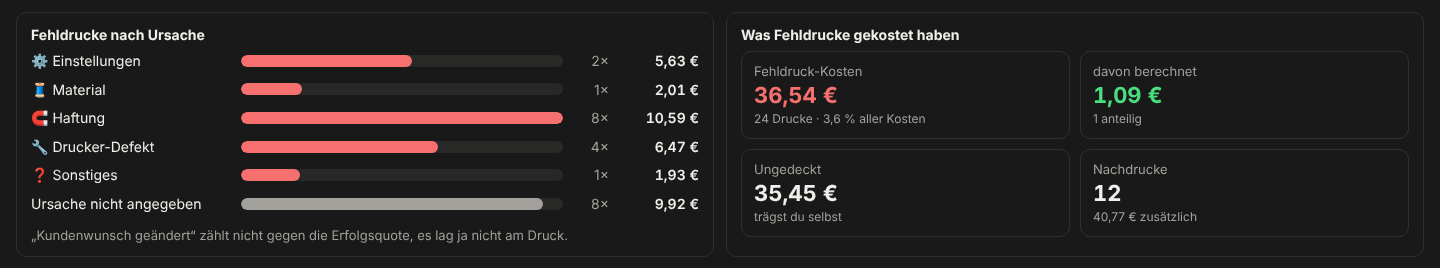 Fehldrucke nach Ursache
⚙️ Einstellungen 2× 5,63 €
🧵 Material 1× 2,01 €
🧲 Haftung 8× 10,59 €
🔧 Drucker-Defekt 4× 6,47 €
❓ Sonstiges 1× 1,93 €
Ursache nicht angegeben 8× 9,92 €
„Kundenwunsch geändert“ zählt nicht gegen die Erfolgsquote, es lag ja nicht am Druck.
Was Fehldrucke gekostet haben
Fehldruck-Kosten
36,54 €
24 Drucke · 3,6 % aller Kosten
davon berechnet
1,09 €
1 anteilig
Ungedeckt
35,45 €
trägst du selbst
Nachdrucke
12
40,77 € zusätzlich